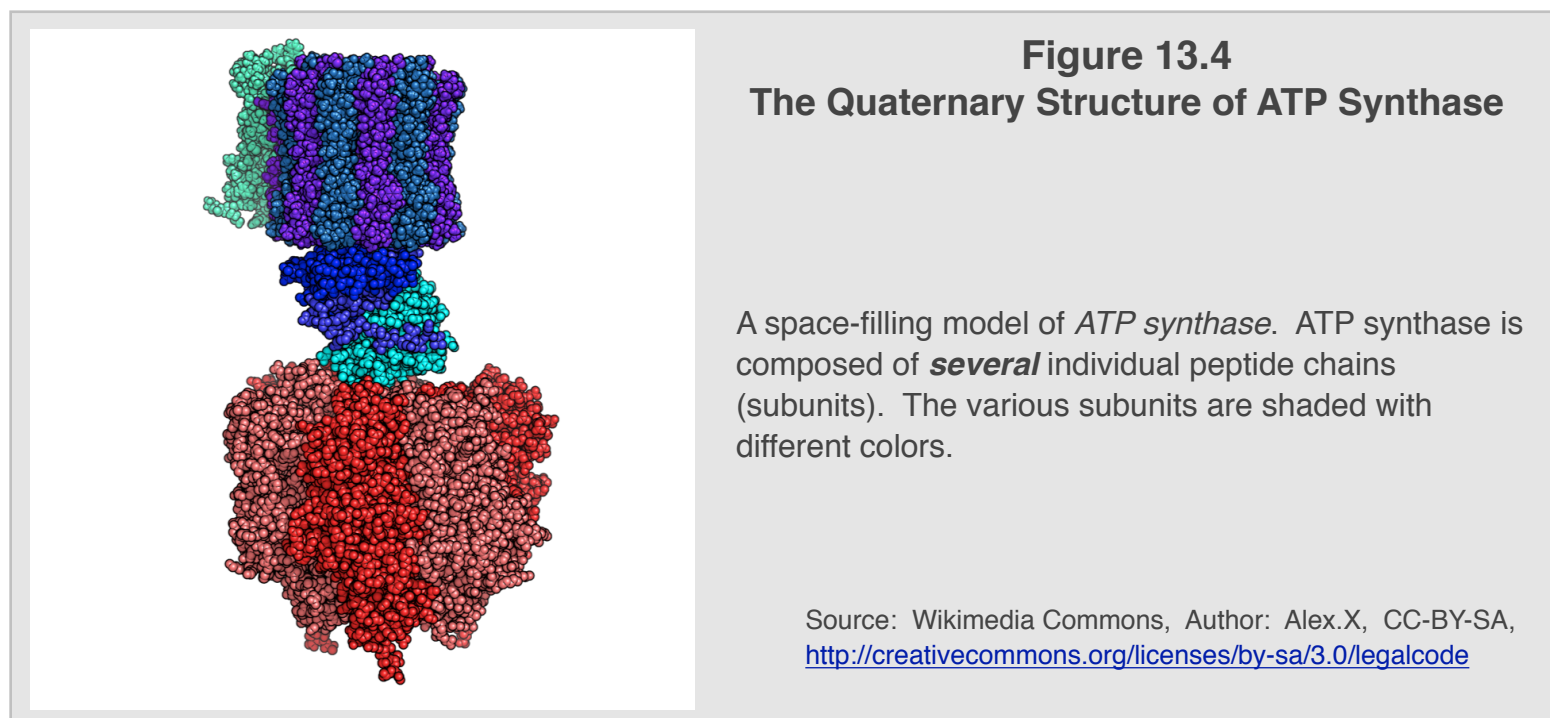 Figure 13.4
The Quaternary Structure of ATP Synthase
A space-filling model of ATP synthase.  ATP synthase is
composed of several individual peptide chains
(subunits).  The various subunits are shaded with
different colors.
Source:  Wikimedia Commons,  Author:  Alex.X,  CC-BY-SA,
http://creativecommons.org/licenses/by-sa/3.0/legalcode